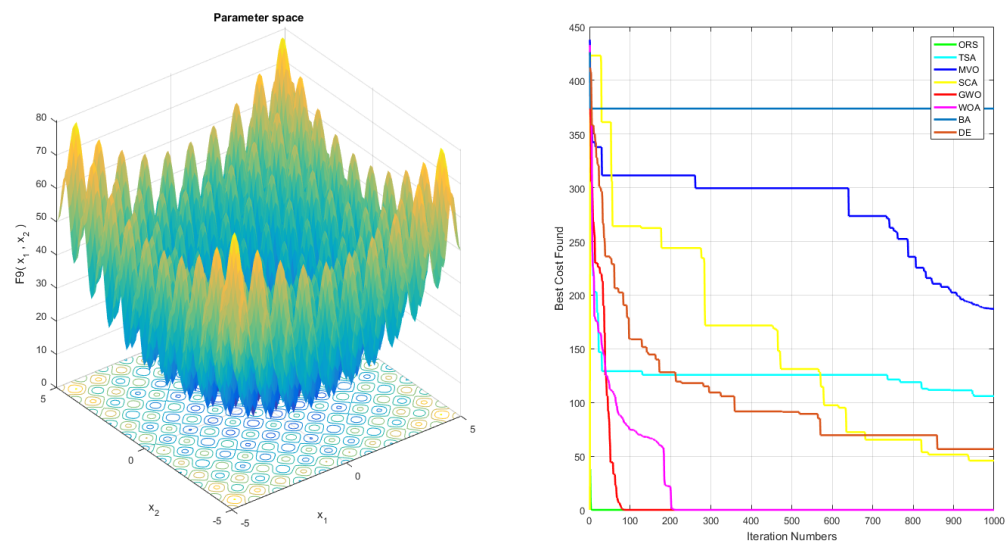 Parameter space
F9( x1 , x2 )
80
70
60
50
40
30
20
10
0
5
0
-5
x2
-5
0
5
x1
Best Cost Found
450
400
350
300
250
200
150
100
50
0
0 100 200 300 400 500 600 700 800 900 1000
Iteration Numbers
ORS
TSA
MVO
SCA
GWO
WOA
BA
DE